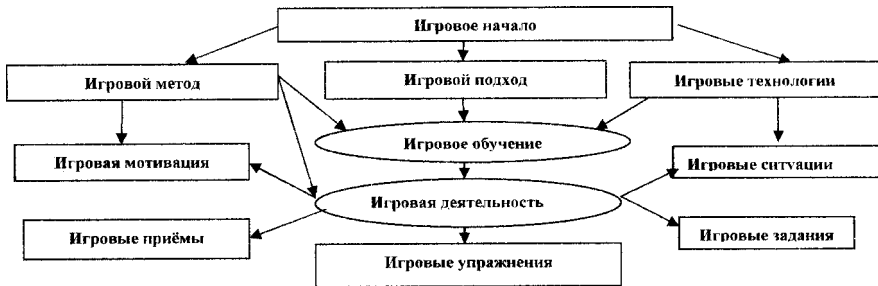 Игровое начало
Игровой метод
Игровой подход
Игровые технологии
Игровое обучение
Игровая мотивация
Игровые ситуации
Игровая деятельность
Игровые приёмы
Игровые задания
Игровые упражнения